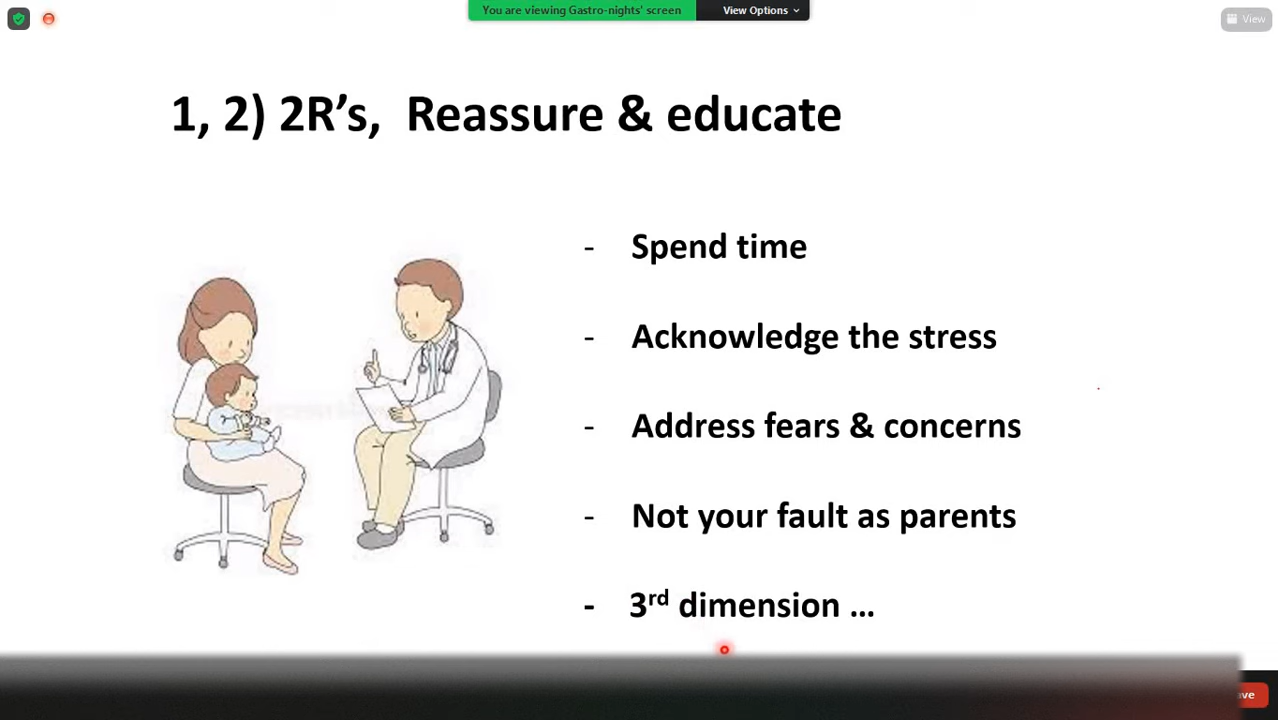 You are viewing Gastro-nights' screen
View Options
View
1, 2) 2R’s, Reassure & educate
- Spend time
- Acknowledge the stress
- Address fears & concerns
- Not your fault as parents
- 3rd dimension ...